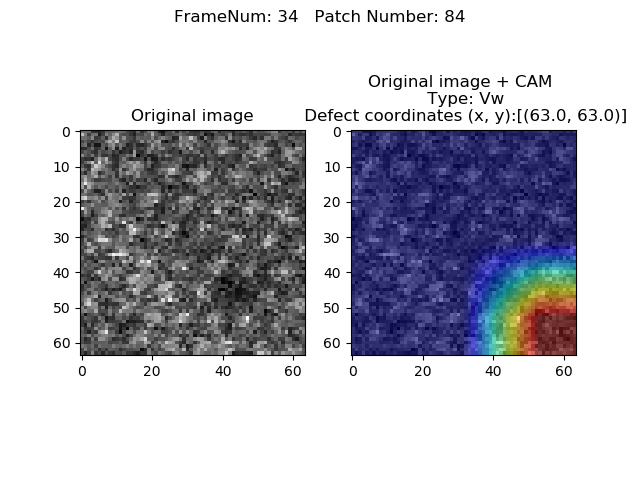 FrameNum: 34   Patch Number: 84
Original image
0
10
20
30
40
50
60
0 20 40 60
Original image + CAM
Type: Vw
Defect coordinates (x, y):[(63.0, 63.0)]
0
10
20
30
40
50
60
0 20 40 60